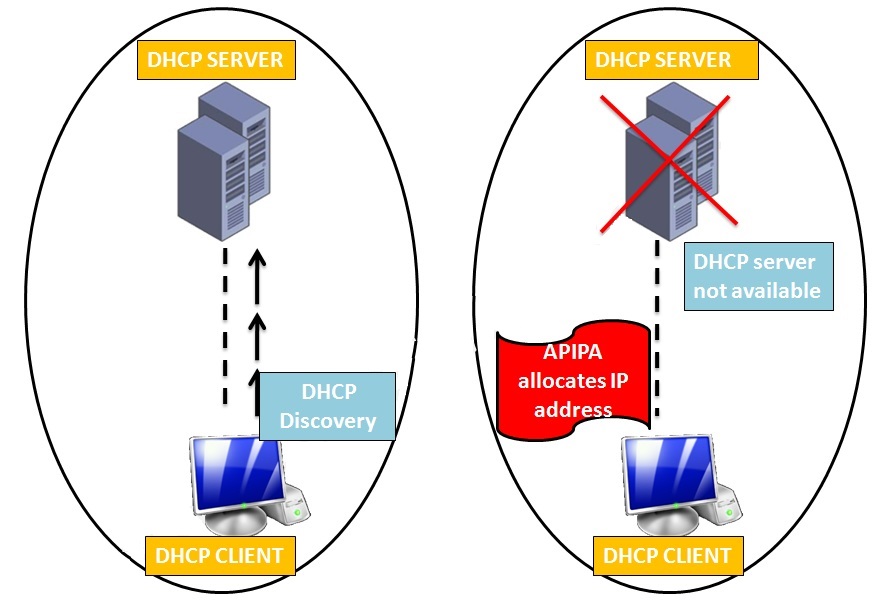 DHCP SERVER
DHCP
Discovery
DHCP CLIENT
DHCP SERVER
DHCP server
not available
APIPA
allocates IP
address
DHCP CLIENT